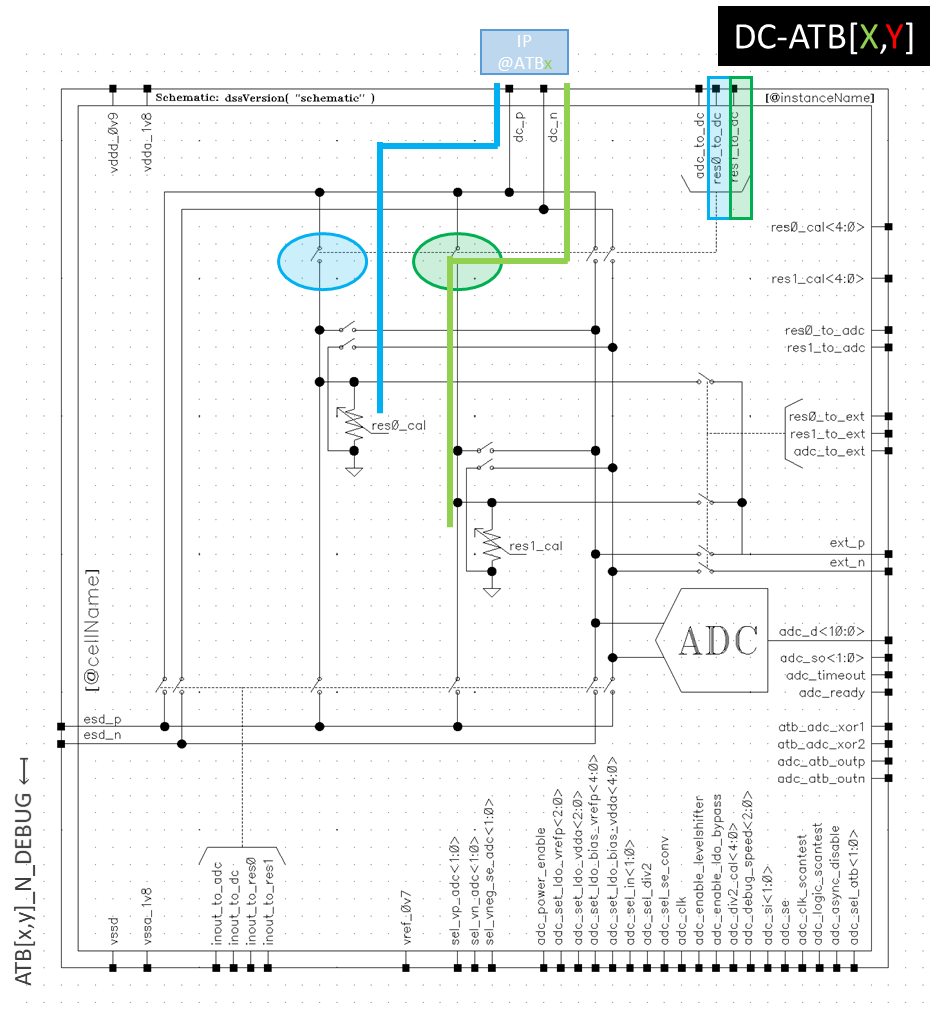 DC-ATB[X,Y]
IP
@ATBx
Schematic: dssVersion( "schematic" )
[@instanceName]
vddd_0v9
vdda_1v8
dc_p
dc_n
adc_to_dc
res0_to_dc
res1_to_dc
res0_cal<4:0>
res1_cal<4:0>
res0_to_adc
res1_to_adc
res0_to_ext
res1_to_ext
adc_to_ext
res0_cal
res1_cal
ext_p
ext_n
ADC
adc_d<10:0>
adc_so<1:0>
adc_timeout
adc_ready
atb_adc_xor1
atb_adc_xor2
adc_atb_outp
adc_atb_outn
[@cellName]
esd_p
esd_n
ATB[x,y]_N_DEBUG
vssd
vssa_1v8
inout_to_adc
inout_to_dc
inout_to_res0
inout_to_res1
vref_0v7
sel_vp_adc<1:0>
sel_vn_adc<1:0>
sel_vneg_se_adc<1:0>
adc_power_enable
adc_set_ldo_vrefp<2:0>
adc_set_ldo_vdda<2:0>
adc_set_ldo_bias_vrefp<4:0>
adc_set_ldo_bias_vdda<4:0>
adc_sel_in<1:0>
adc_sel_div2
adc_sel_se_conv
adc_clk
adc_enable_levelshifter
adc_enable_ldo_bypass
adc_div2_cal<4:0>
adc_debug_speed<2:0>
adc_si<1:0>
adc_se
adc_clk_scantest
adc_logic_scantest
adc_async_disable
adc_sel_atb<1:0>